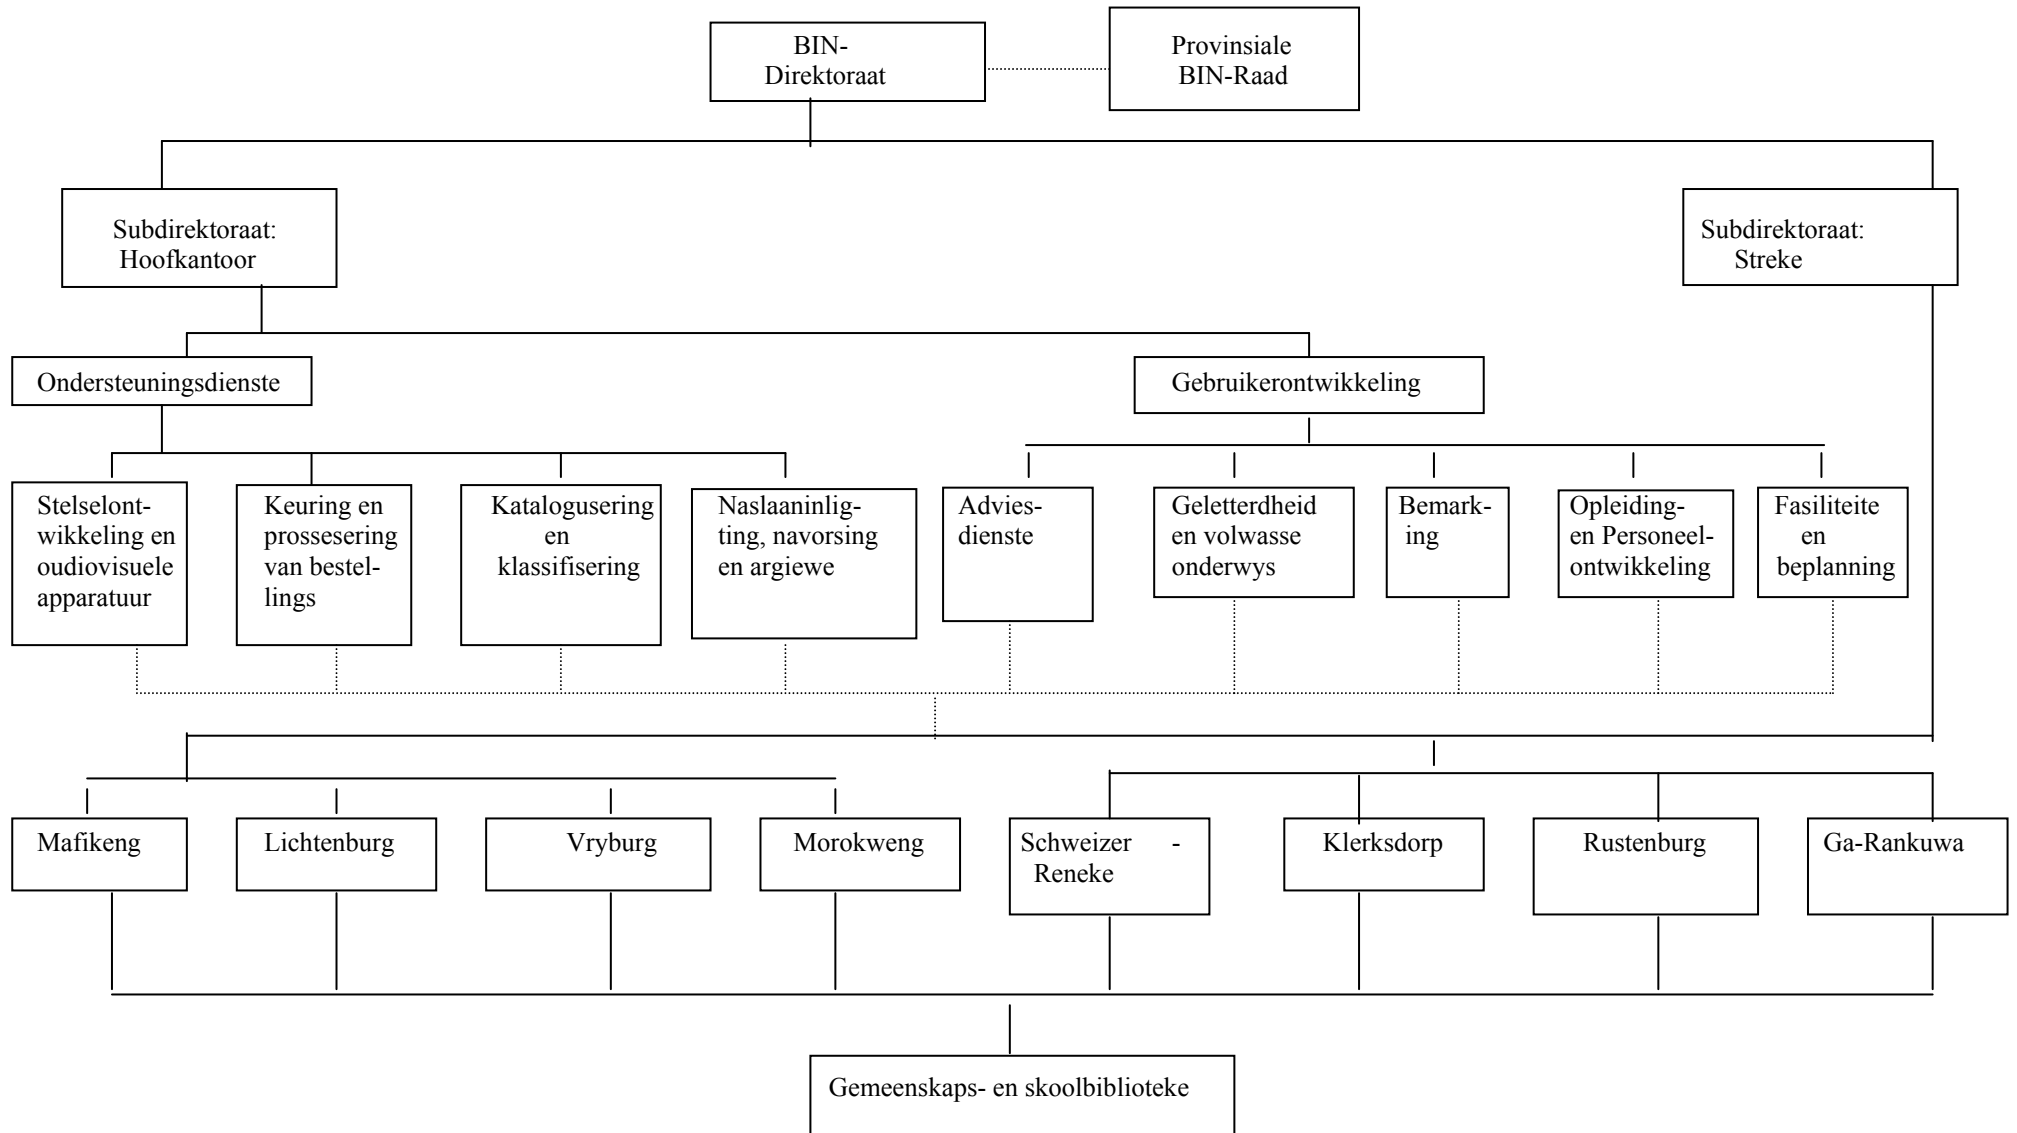 BIN-
Direktoraat
Provinsiale
BIN-Raad
Subdirektoraat:
Hoofkantoor
Subdirektoraat:
Streke
Ondersteuningsdienste
Gebruikerontwikkeling
Stelselont-
wikkeling en
oudiovisuele
apparatuur
Keuring en
prossesering
van bestel-
lings
Katalogusering
en
klassifisering
Naslaaninlig-
ting, navorsing
en argiewe
Advies-
dienste
Geletterdheid
en volwasse
onderwys
Bemark-
ing
Opleiding-
en Personeel-
ontwikkeling
Fasiliteite
en
beplanning
Mafikeng
Lichtenburg
Vryburg
Morokweng
Schweizer -
Reneke
Klerksdorp
Rustenburg
Ga-Rankuwa
Gemeenskaps- en skoolbiblioteke